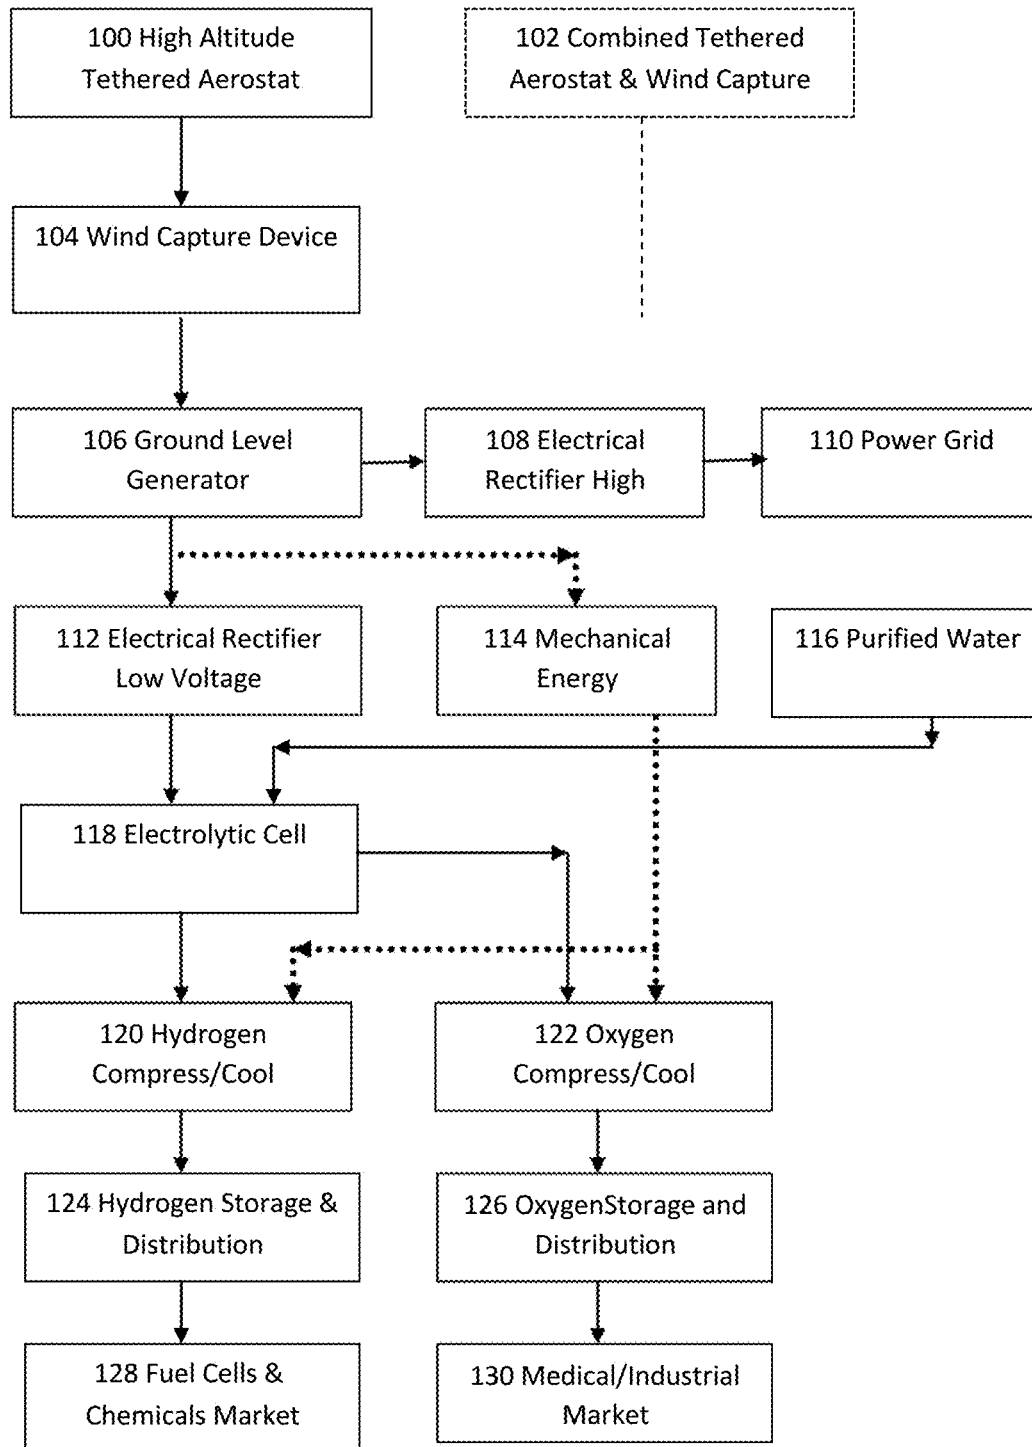 100 High Altitude
Tethered Aerostat
102 Combined Tethered
Aerostat & Wind Capture
104 Wind Capture Device
106 Ground Level
Generator
108 Electrical
Rectifier High
110 Power Grid
112 Electrical Rectifier
Low Voltage
114 Mechanical
Energy
116 Purified Water
118 Electrolytic Cell
120 Hydrogen
Compress/Cool
122 Oxygen
Compress/Cool
124 Hydrogen Storage &
Distribution
126 OxygenStorage and
Distribution
128 Fuel Cells &
Chemicals Market
130 Medical/Industrial
Market